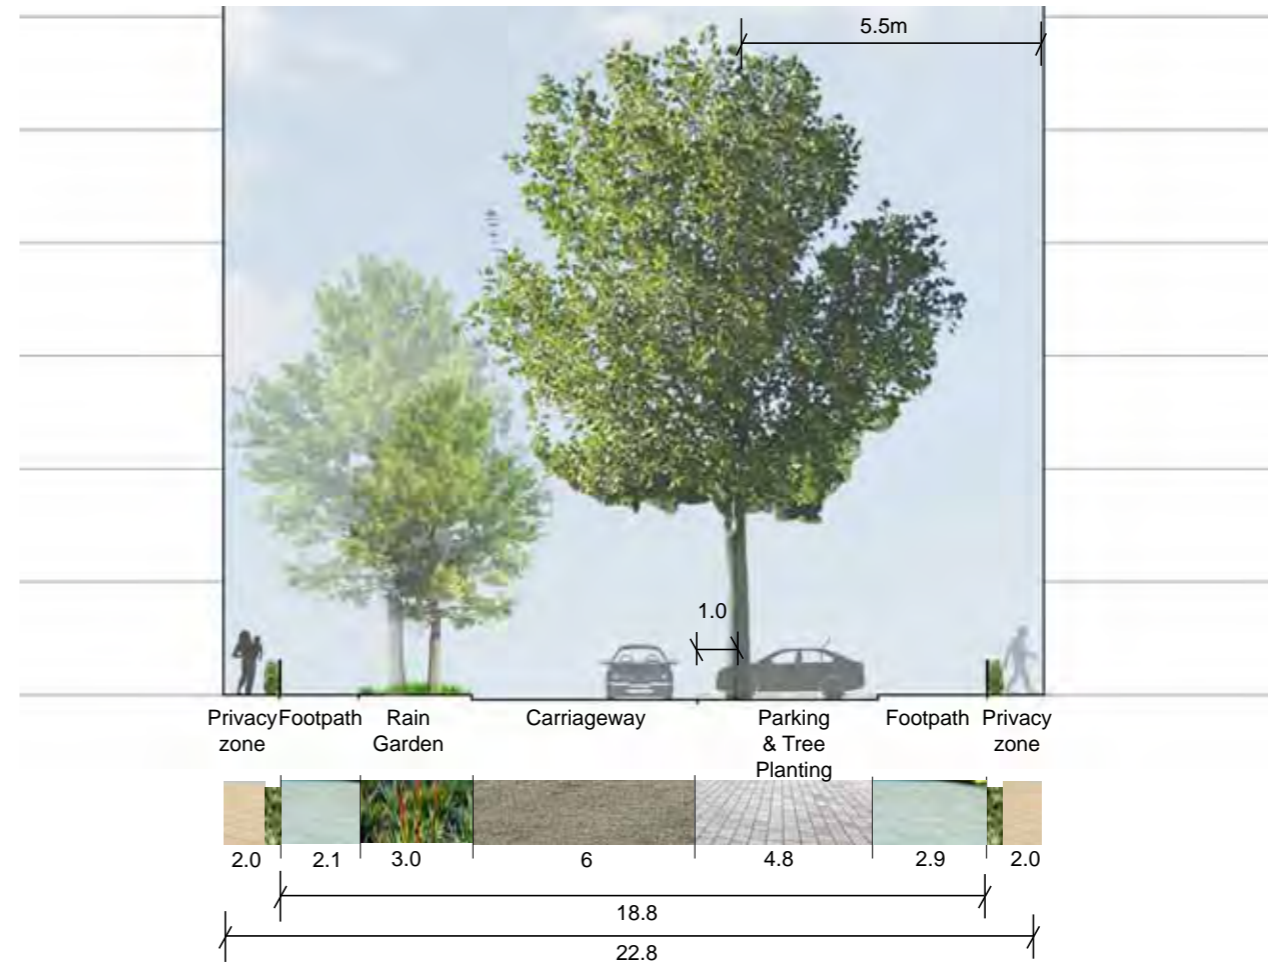 5.5m
1.0
Privacy Footpath Rain Carriageway Parking Footpath Privacy
zone Garden & Tree zone
Planting
2.0 2.1 3.0 6 4.8 2.9 2.0
18.8
22.8